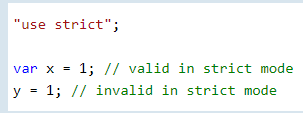 "use strict";
var x = 1; // valid in strict mode
y = 1; // invalid in strict mode